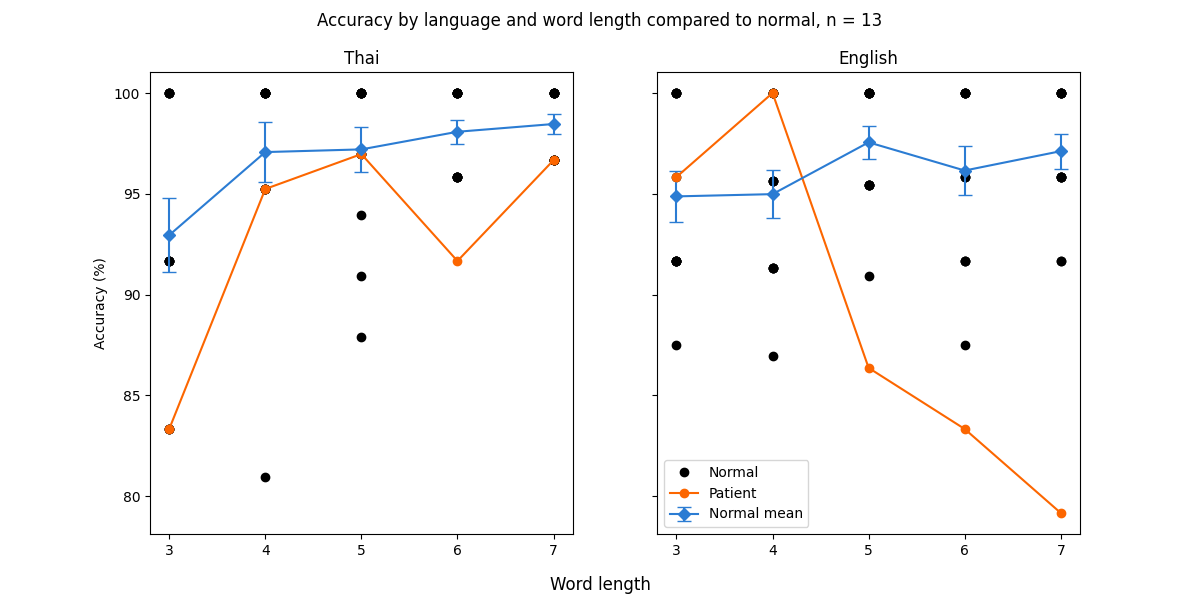 Accuracy by language and word length compared to normal, n = 13
Thai
English
Accuracy (%)
100
95
90
85
80
3 4 5 6 7
3 4 5 6 7
Normal
Patient
Normal mean
Word length